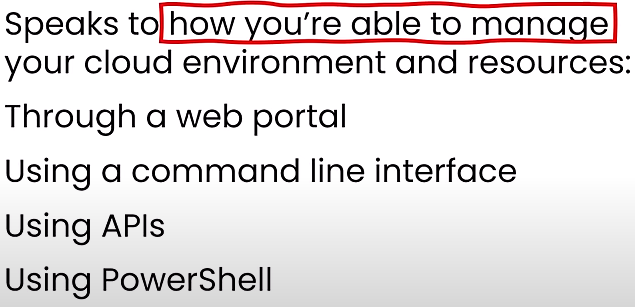 Speaks to how you’re able to manage
your cloud environment and resources:
Through a web portal
Using a command line interface
Using APIs
Using PowerShell